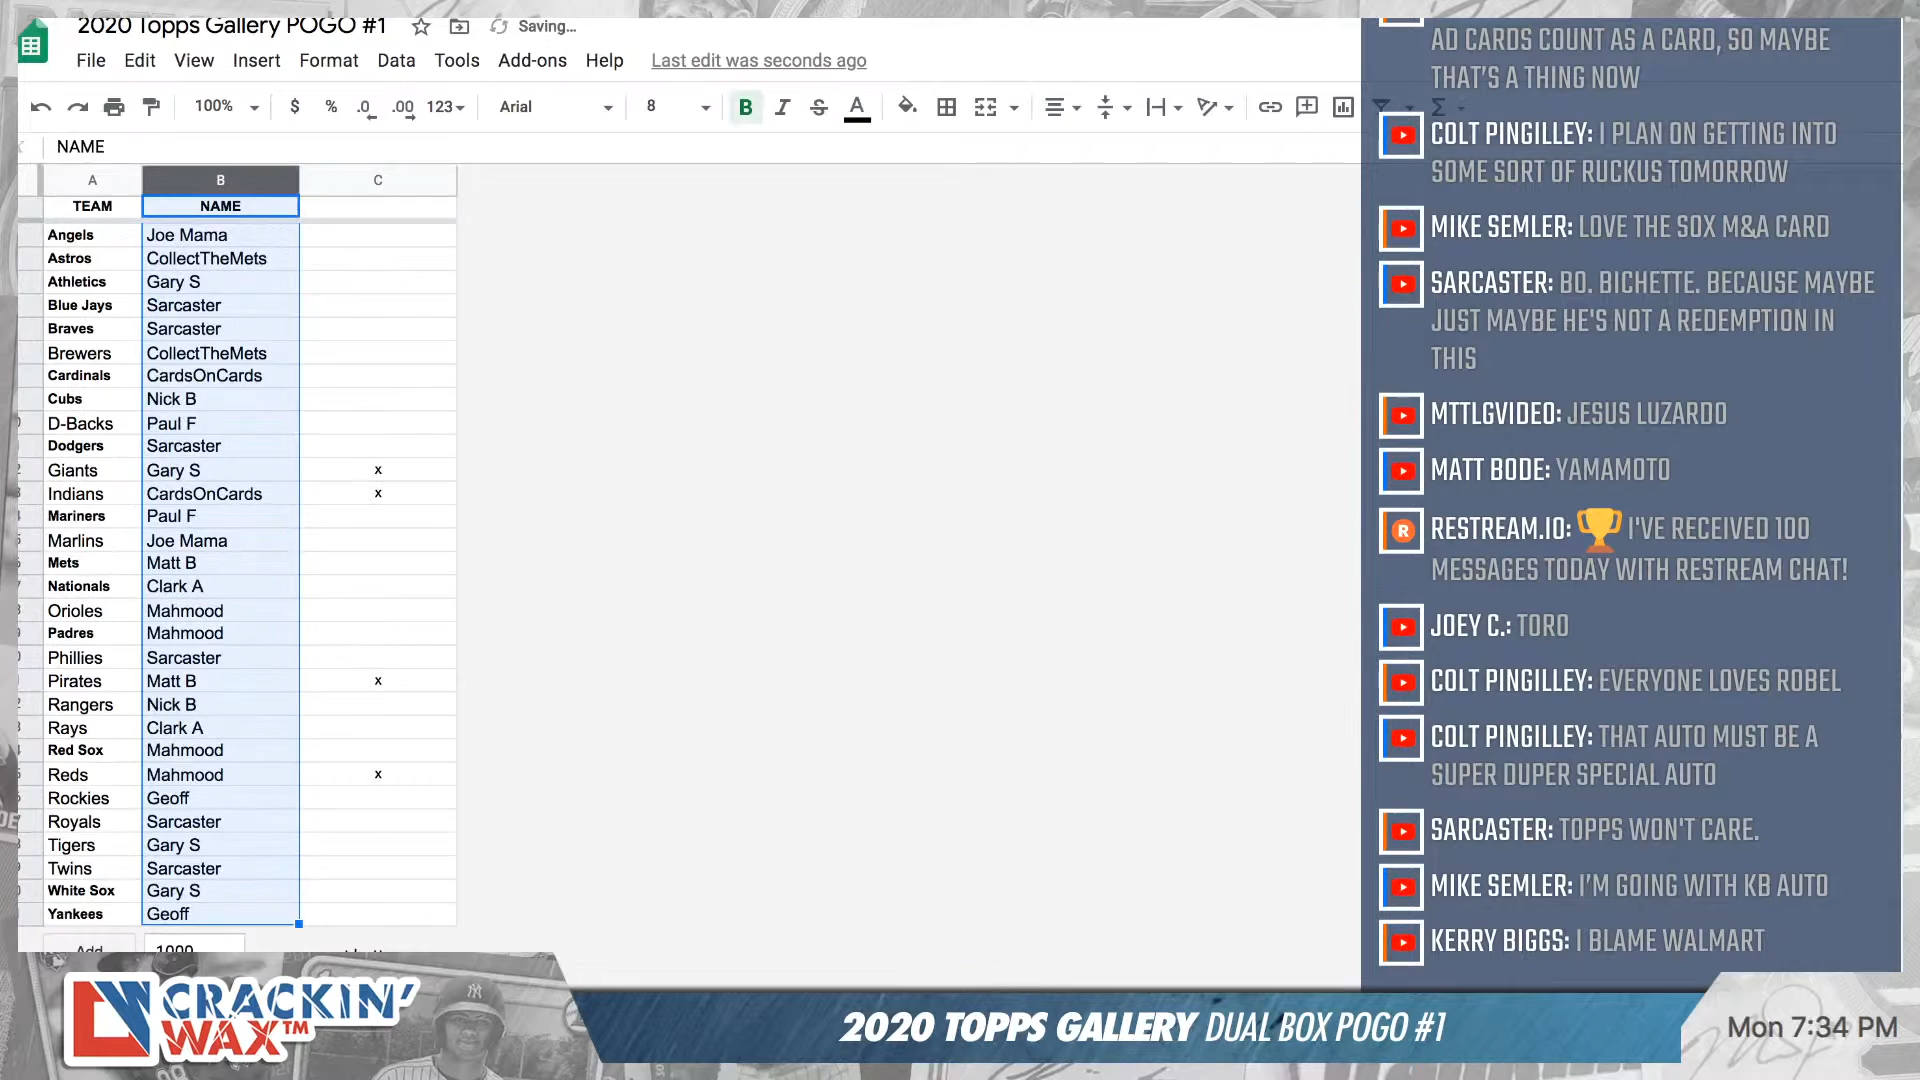 2020 Topps Gallery POGO #1 Saving...
File Edit View Insert Format Data Tools Add-ons Help Last edit was seconds ago
100% $ % .0 .00 123 Arial 8 B I S A
NAME
A B C
TEAM NAME
Angels Joe Mama
Astros CollectTheMets
Athletics Gary S
Blue Jays Sarcaster
Braves Sarcaster
Brewers CollectTheMets
Cardinals CardsOnCards
Cubs Nick B
D-Backs Paul F
Dodgers Sarcaster
Giants Gary S x
Indians CardsOnCards x
Mariners Paul F
Marlins Joe Mama
Mets Matt B
Nationals Clark A
Orioles Mahmood
Padres Mahmood
Phillies Sarcaster
Pirates Matt B x
Rangers Nick B
Rays Clark A
Red Sox Mahmood
Reds Mahmood x
Rockies Geoff
Royals Sarcaster
Tigers Gary S
Twins Sarcaster
White Sox Gary S
Yankees Geoff
Add 1000
AD CARDS COUNT AS A CARD, SO MAYBE
THAT'S A THING NOW
COLT PINGILLEY: I PLAN ON GETTING INTO
SOME SORT OF RUCKUS TOMORROW
MIKE SEMLER: LOVE THE SOX M&A CARD
SARCASTER: BO. BICHETTE. BECAUSE MAYBE
JUST MAYBE HE'S NOT A REDEMPTION IN
THIS
MTTLGVIDEO: JESUS LUZARDO
MATT BODE: YAMAMOTO
RESTREAM.IO: 🏆 I'VE RECEIVED 100
MESSAGES TODAY WITH RESTREAM CHAT!
JOEY C.: TORO
COLT PINGILLEY: EVERYONE LOVES ROBEL
COLT PINGILLEY: THAT AUTO MUST BE A
SUPER DUPER SPECIAL AUTO
SARCASTER: TOPPS WON'T CARE.
MIKE SEMLER: I'M GOING WITH KB AUTO
KERRY BIGGS: I BLAME WALMART
CRACKIN'
WAX™
2020 TOPPS GALLERY DUAL BOX POGO #1
Mon 7:34 PM